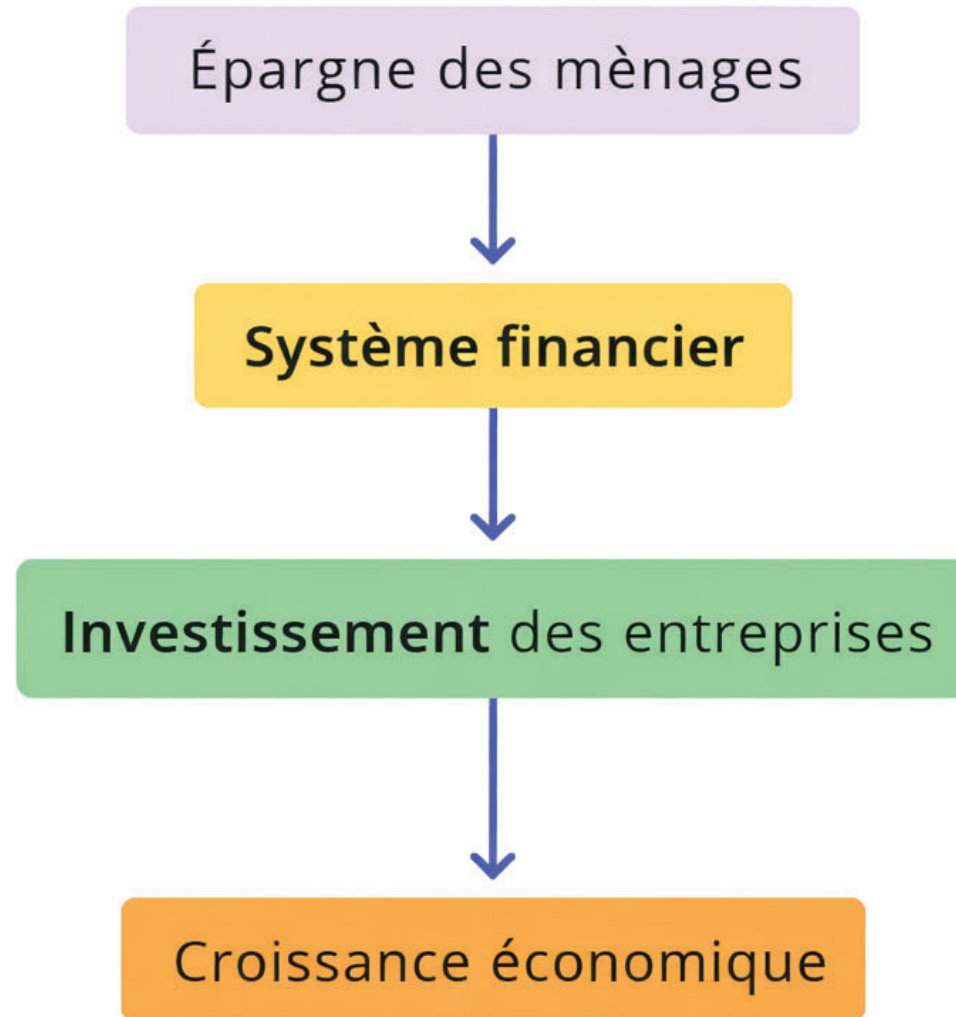 Épargne des mènages
Système financier
Investissement des entreprises
Croissance économique